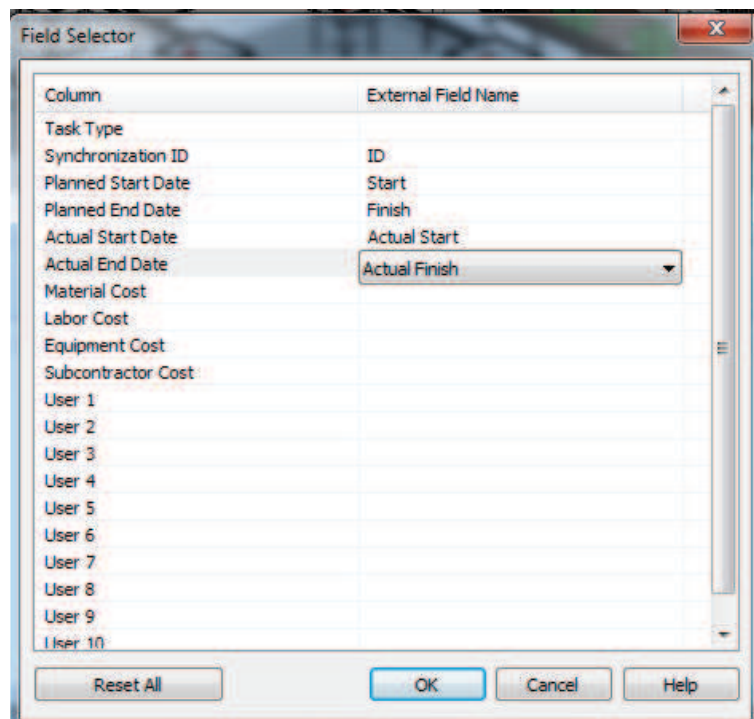 Field Selector
Column External Field Name
Task Type
Synchronization ID ID
Planned Start Date Start
Planned End Date Finish
Actual Start Date Actual Start
Actual End Date Actual Finish
Material Cost
Labor Cost
Equipment Cost
Subcontractor Cost
User 1
User 2
User 3
User 4
User 5
User 6
User 7
User 8
User 9
User 10
Reset All OK Cancel Help